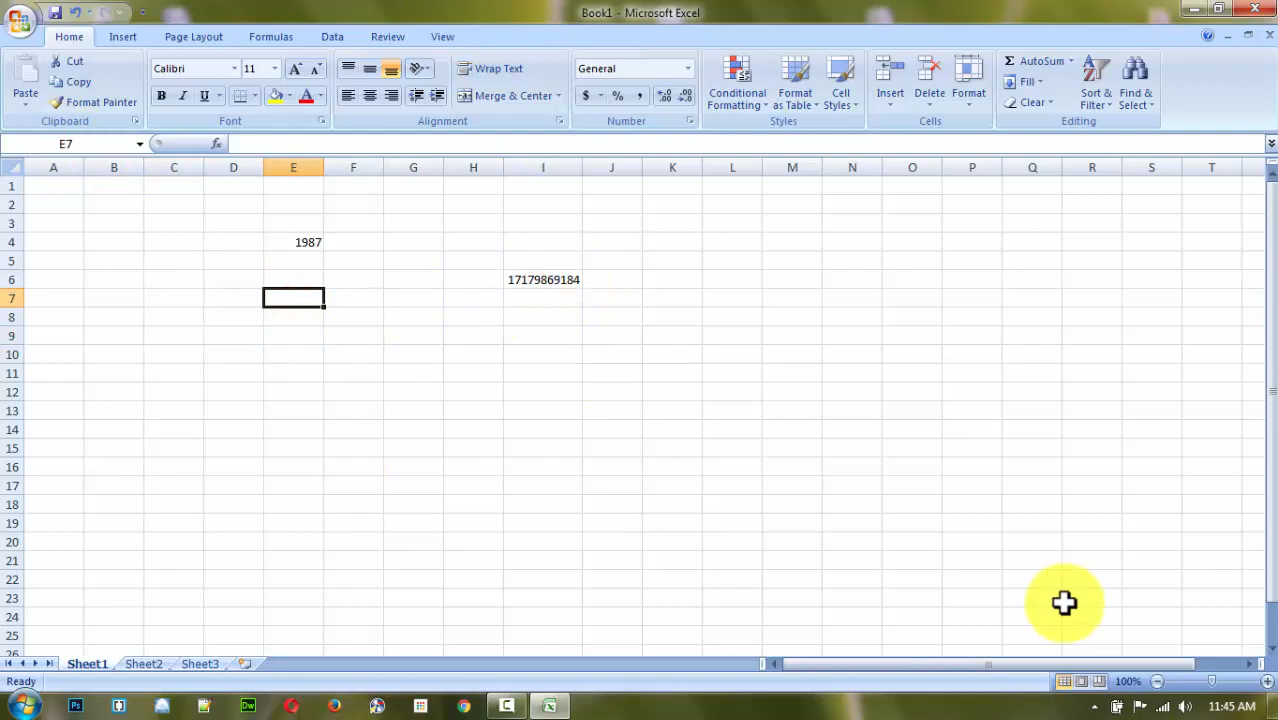 Book1 - Microsoft Excel
Home Insert Page Layout Formulas Data Review View
Paste
Cut
Copy
Format Painter
Clipboard
Calibri 11
B I U
Font
Wrap Text
Merge & Center
Alignment
General
$ % ,
Number
Conditional Formatting
Format as Table
Cell Styles
Styles
Insert Delete Format
Cells
AutoSum
Fill
Clear
Sort & Filter
Find & Select
Editing
E7 fx
A B C D E F G H I J K L M N O P Q R S T
1
2
3
4 1987
5
6 17179869184
7
8
9
10
11
12
13
14
15
16
17
18
19
20
21
22
23
24
25
26
Sheet1 Sheet2 Sheet3
Ready 100%
11:45 AM